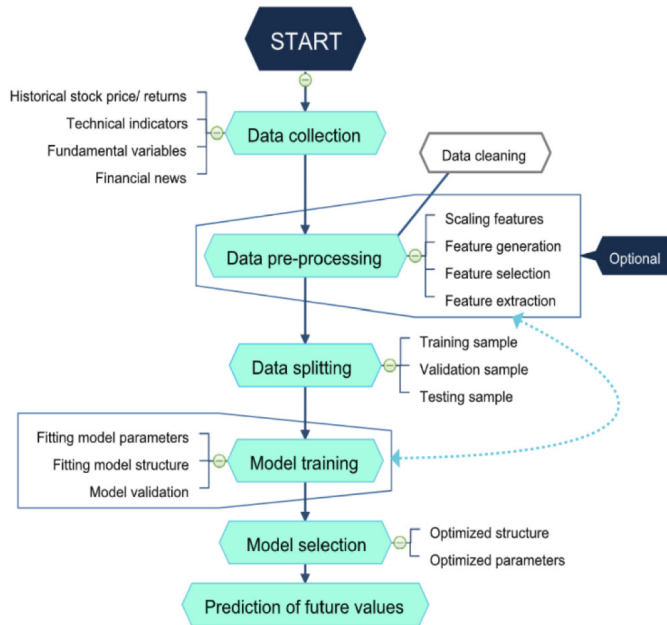 START
Historical stock price/ returns
Technical indicators
Fundamental variables
Financial news
Data collection
Data cleaning
Data pre-processing
Scaling features
Feature generation
Feature selection
Feature extraction
Optional
Data splitting
Training sample
Validation sample
Testing sample
Fitting model parameters
Fitting model structure
Model validation
Model training
Model selection
Optimized structure
Optimized parameters
Prediction of future values